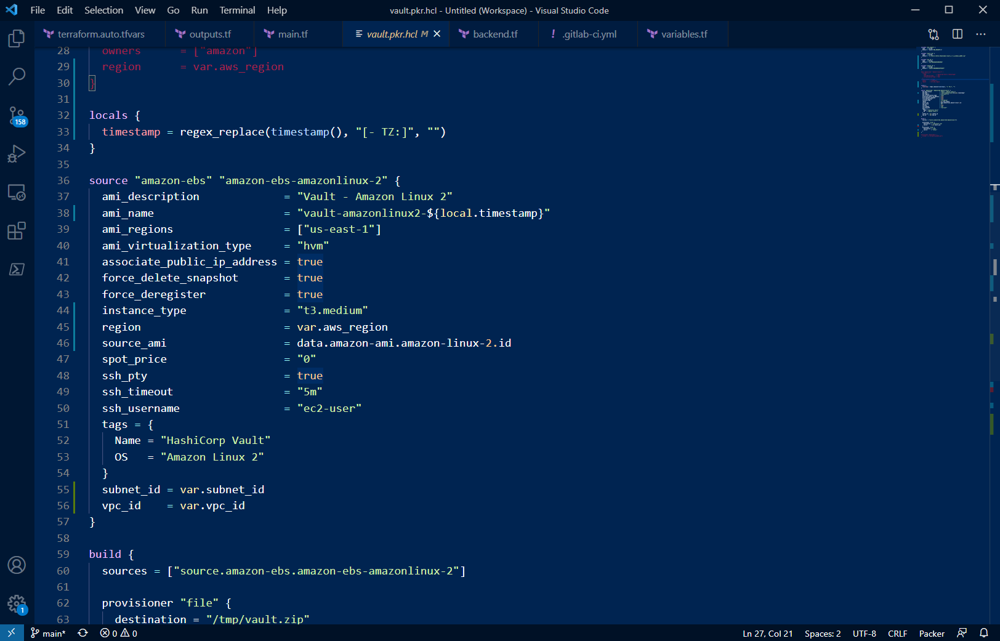 File Edit Selection View Go Run Terminal Help
vault.pkr.hcl - Untitled (Workspace) - Visual Studio Code
terraform.auto.tfvars outputs.tf main.tf vault.pkr.hcl M backend.tf ! .gitlab-ci.yml variables.tf
158
1
28 owners = ["amazon"]
29 region = var.aws_region
30 }
31
32 locals {
33 timestamp = regex_replace(timestamp(), "[- TZ:]", "")
34 }
35
36 source "amazon-ebs" "amazon-ebs-amazonlinux-2" {
37 ami_description = "Vault - Amazon Linux 2"
38 ami_name = "vault-amazonlinux2-${local.timestamp}"
39 ami_regions = ["us-east-1"]
40 ami_virtualization_type = "hvm"
41 associate_public_ip_address = true
42 force_delete_snapshot = true
43 force_deregister = true
44 instance_type = "t3.medium"
45 region = var.aws_region
46 source_ami = data.amazon-ami.amazon-linux-2.id
47 spot_price = "0"
48 ssh_pty = true
49 ssh_timeout = "5m"
50 ssh_username = "ec2-user"
51 tags = {
52 Name = "HashiCorp Vault"
53 OS = "Amazon Linux 2"
54 }
55 subnet_id = var.subnet_id
56 vpc_id = var.vpc_id
57 }
58
59 build {
60 sources = ["source.amazon-ebs.amazon-ebs-amazonlinux-2"]
61
62 provisioner "file" {
63 destination = "/tmp/vault.zip"
main* 0 0 Ln 27, Col 21 Spaces: 2 UTF-8 CRLF Packer